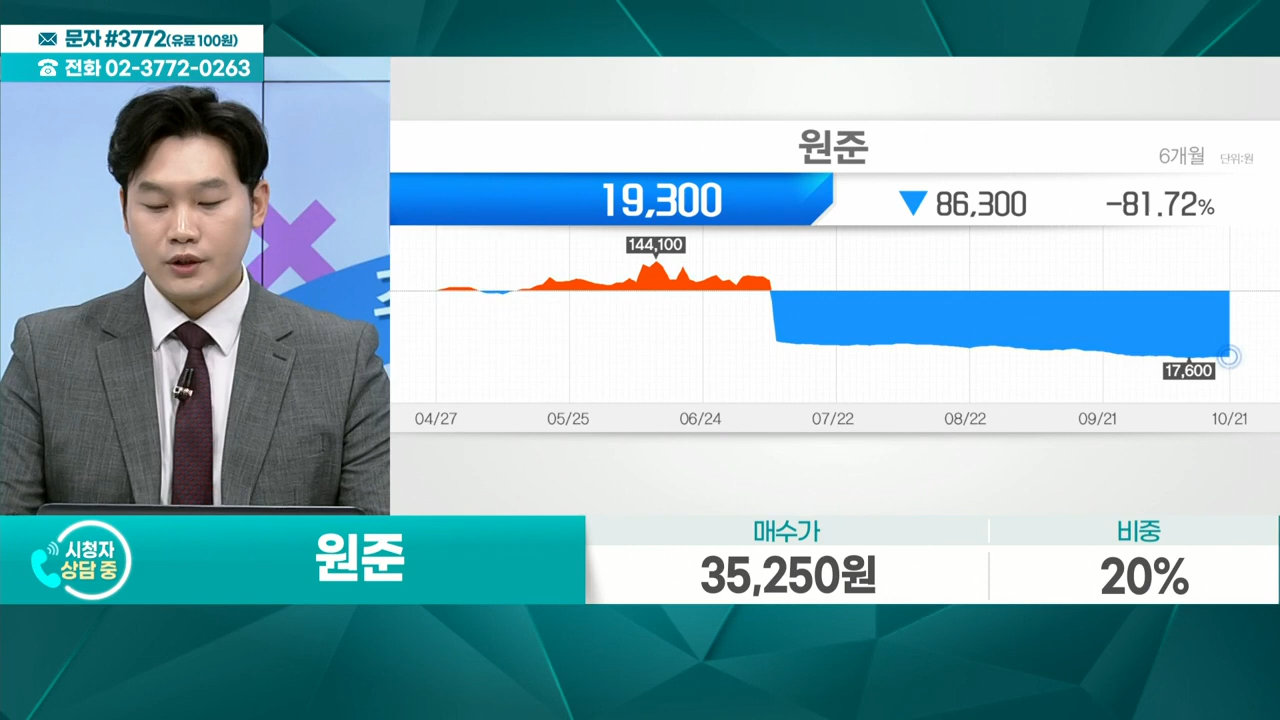 문자 #3772(유료 100원)
전화 02-3772-0263
원준
6개월 단위:원
19,300 ▼ 86,300 -81.72%
144,100
17,600
04/27 05/25 06/24 07/22 08/22 09/21 10/21
시청자
상담 중
원준
매수가 비중
35,250원 20%